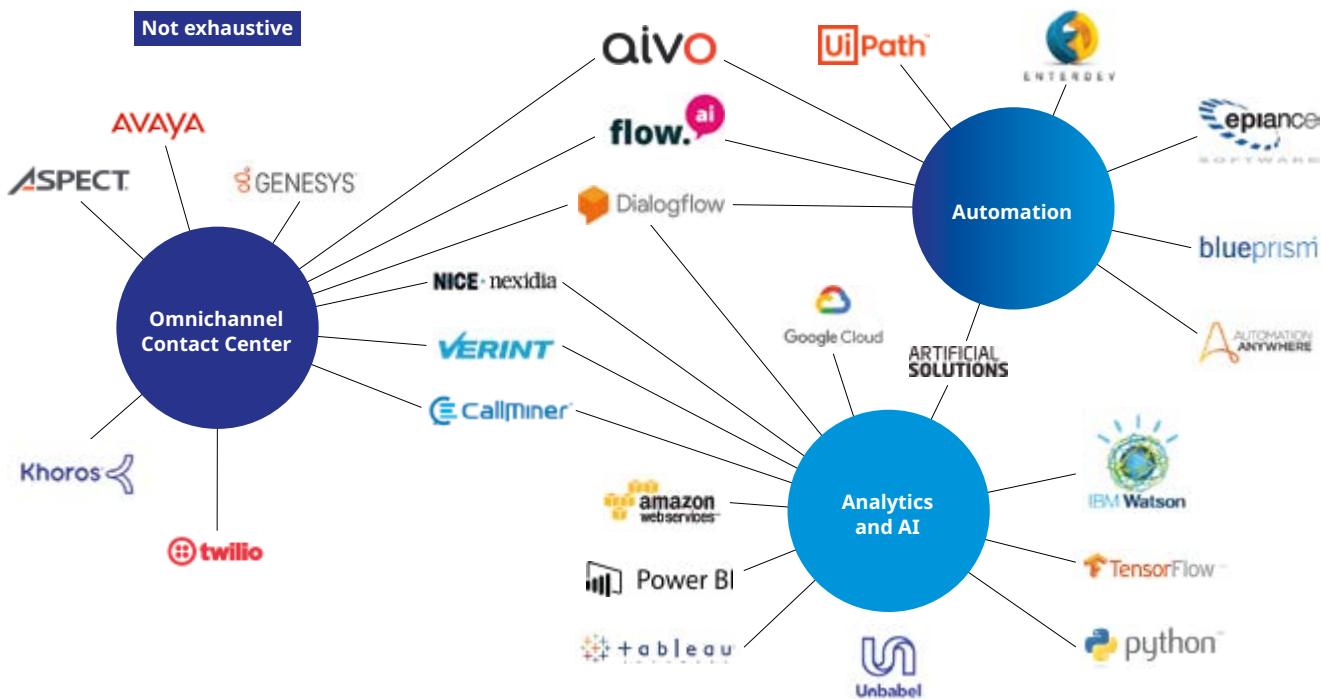 Not exhaustive
aivo
UiPath
ENTERDEV
flow.ai
AVAYA
epiance
SOFTWARE
ASPECT
GENESYS
Dialogflow
Automation
blueprism
NICE · nexidia
Omnichannel
Contact Center
Google Cloud
VERINT
ARTIFICIAL
SOLUTIONS
AUTOMATION
ANYWHERE
CallMiner
Khoros
amazon
webservices
Analytics
and AI
IBM Watson
twilio
Power BI
TensorFlow
tableau
python
Unbabel